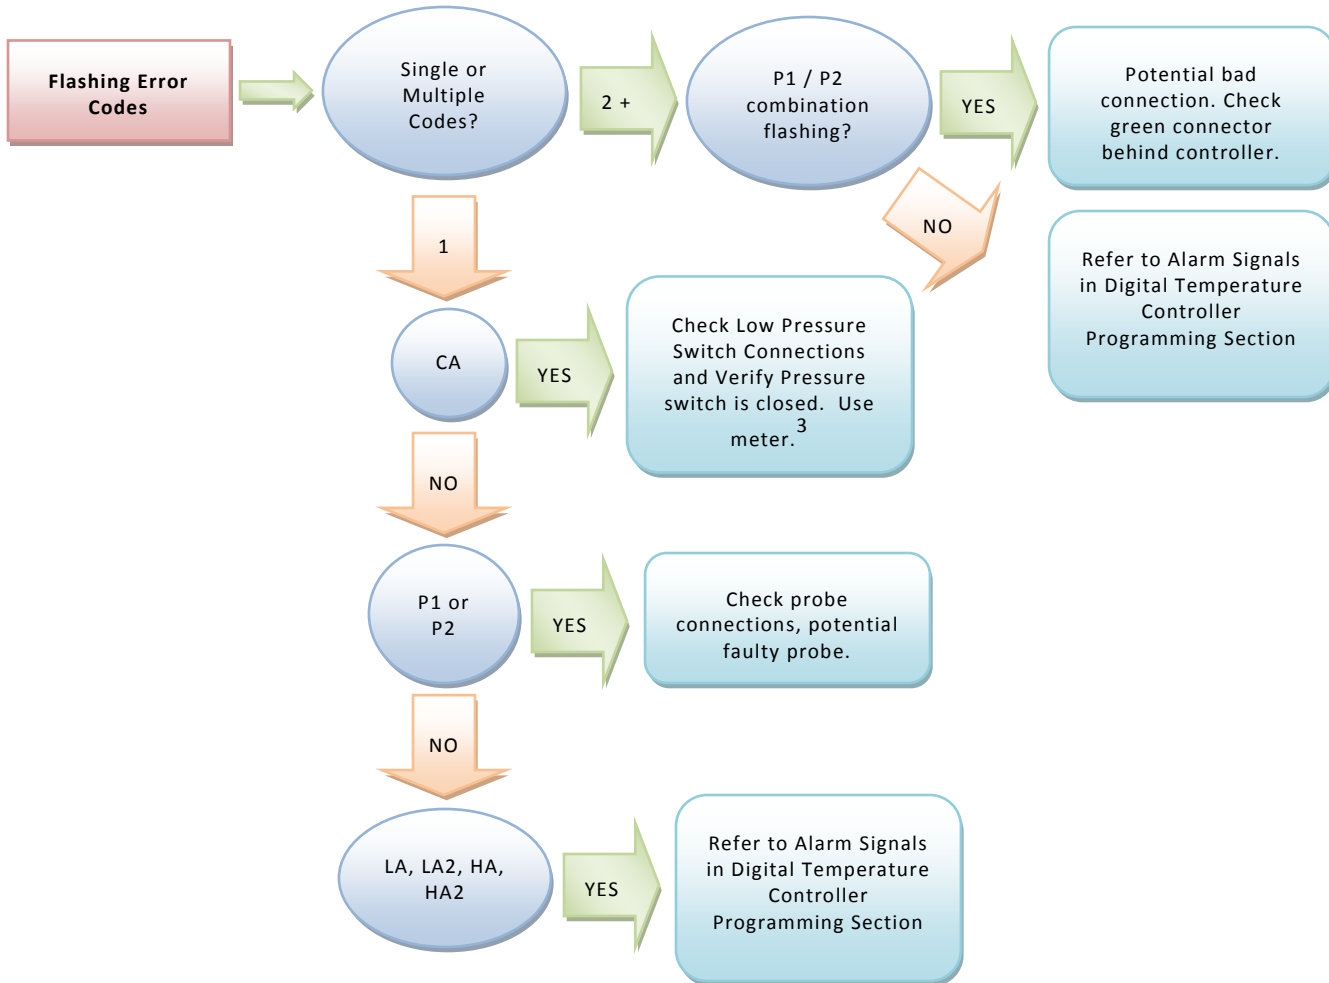 Flashing Error
Codes
Single or
Multiple
Codes?
2 +
P1 / P2
combination
flashing?
YES
Potential bad
connection. Check
green connector
behind controller.
NO
Refer to Alarm Signals
in Digital Temperature
Controller
Programming Section
1
CA
YES
Check Low Pressure
Switch Connections
and Verify Pressure
switch is closed. Use
meter.3
NO
P1 or
P2
YES
Check probe
connections, potential
faulty probe.
NO
LA, LA2, HA,
HA2
YES
Refer to Alarm Signals
in Digital Temperature
Controller
Programming Section